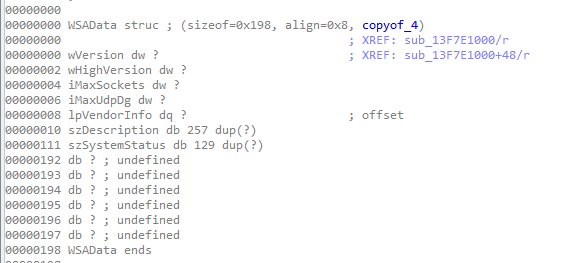 00000000
00000000 WSAData struc ; (sizeof=0x198, align=0x8, copyof_4)
00000000 ; XREF: sub_13F7E1000/r
00000000 wVersion dw ? ; XREF: sub_13F7E1000+48/r
00000002 wHighVersion dw ?
00000004 iMaxSockets dw ?
00000006 iMaxUdpDg dw ?
00000008 lpVendorInfo dq ? ; offset
00000010 szDescription db 257 dup(?)
00000111 szSystemStatus db 129 dup(?)
00000192 db ? ; undefined
00000193 db ? ; undefined
00000194 db ? ; undefined
00000195 db ? ; undefined
00000196 db ? ; undefined
00000197 db ? ; undefined
00000198 WSAData ends